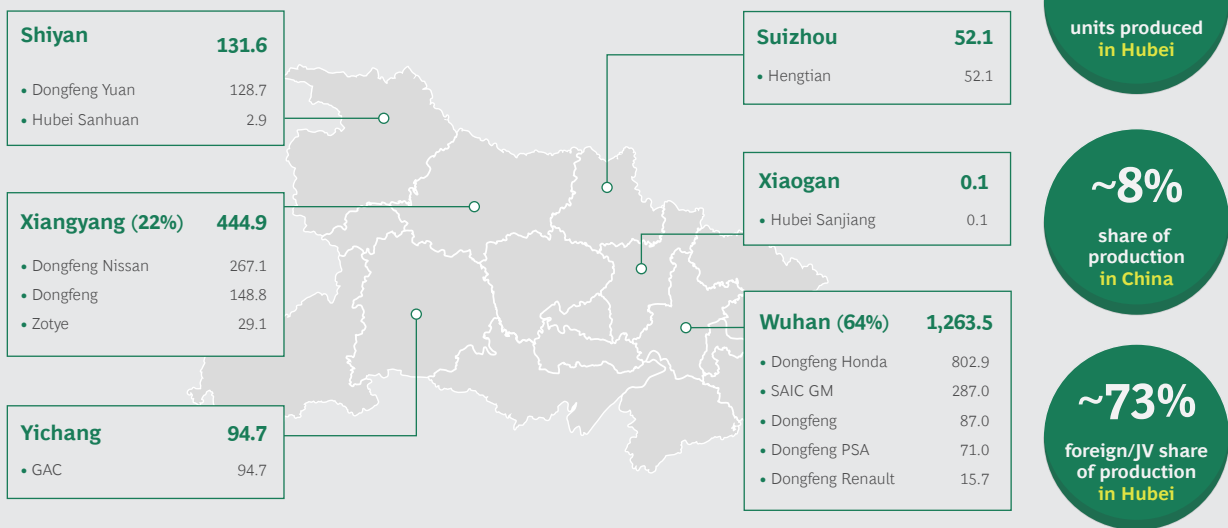 Shiyan 131.6
• Dongfeng Yuan 128.7
• Hubei Sanhuan 2.9
Xiangyang (22%) 444.9
• Dongfeng Nissan 267.1
• Dongfeng 148.8
• Zotye 29.1
Yichang 94.7
• GAC 94.7
Suizhou 52.1
• Hengtian 52.1
Xiaogan 0.1
• Hubei Sanjiang 0.1
Wuhan (64%) 1,263.5
• Dongfeng Honda 802.9
• SAIC GM 287.0
• Dongfeng 87.0
• Dongfeng PSA 71.0
• Dongfeng Renault 15.7
units produced
in Hubei
~8%
share of
production
in China
~73%
foreign/JV share
of production
in Hubei